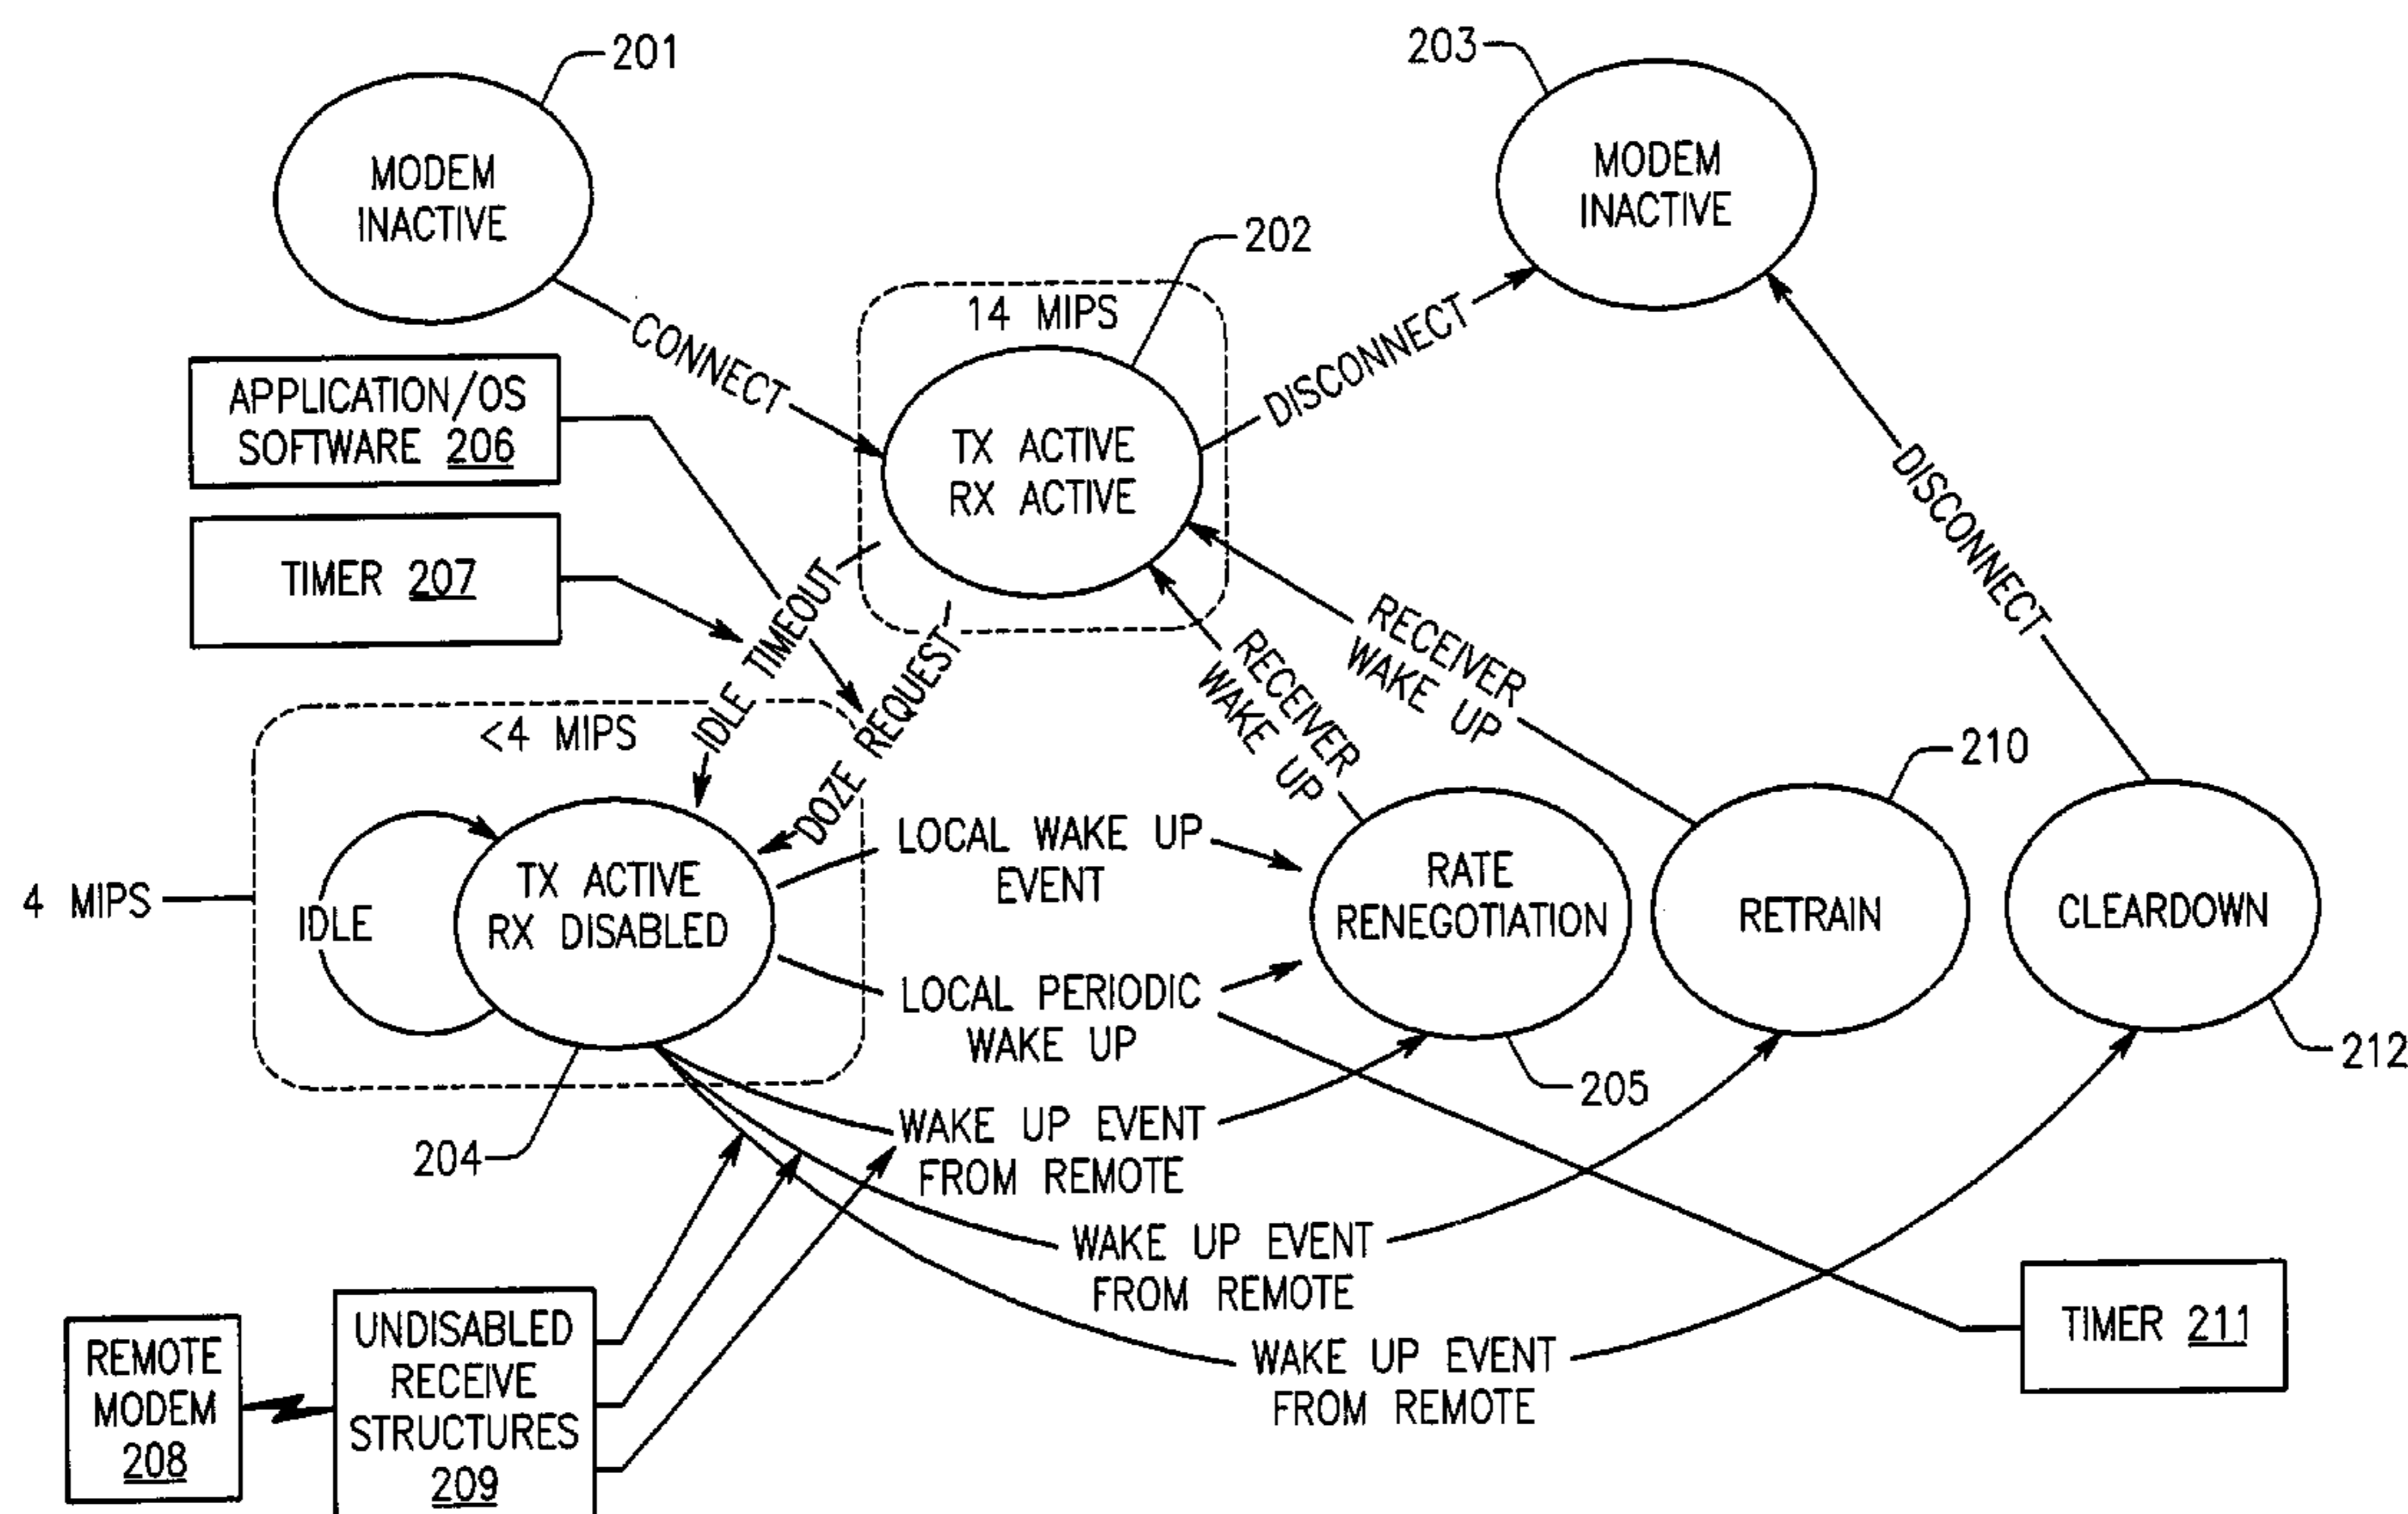 201
203
MODEM
INACTIVE
MODEM
INACTIVE
202
14 MIPS
CONNECT
DISCONNECT
APPLICATION/OS
SOFTWARE 206
TX ACTIVE
RX ACTIVE
DISCONNECT
TIMER 207
IDLE TIMEOUT
DOZE REQUEST
RECEIVER
WAKE UP
RECEIVER
WAKE UP
<4 MIPS
210
4 MIPS
IDLE
TX ACTIVE
RX DISABLED
LOCAL WAKE UP
EVENT
RATE
RENEGOTIATION
RETRAIN
CLEARDOWN
LOCAL PERIODIC
WAKE UP
212
205
204
WAKE UP EVENT
FROM REMOTE
WAKE UP EVENT
FROM REMOTE
WAKE UP EVENT
FROM REMOTE
TIMER 211
REMOTE
MODEM
208
UNDISABLED
RECEIVE
STRUCTURES
209